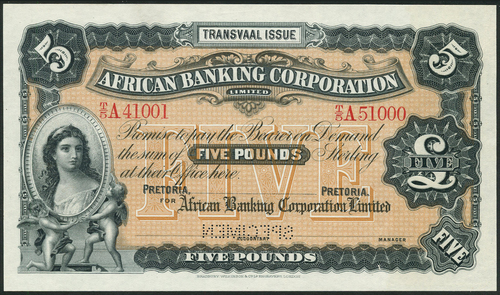 TRANSVAAL ISSUE
5 5
AFRICAN BANKING CORPORATION
LIMITED
T/5 A 41001 T/5 A 51000
Promise to pay the Bearer on Demand
the sum of FIVE POUNDS Sterling
at their Office here
FIVE
£ FIVE
PRETORIA. PRETORIA.
FOR African Banking Corporation Limited
SPECIMEN
ACCOUNTANT MANAGER
FIVE
FIVE POUNDS